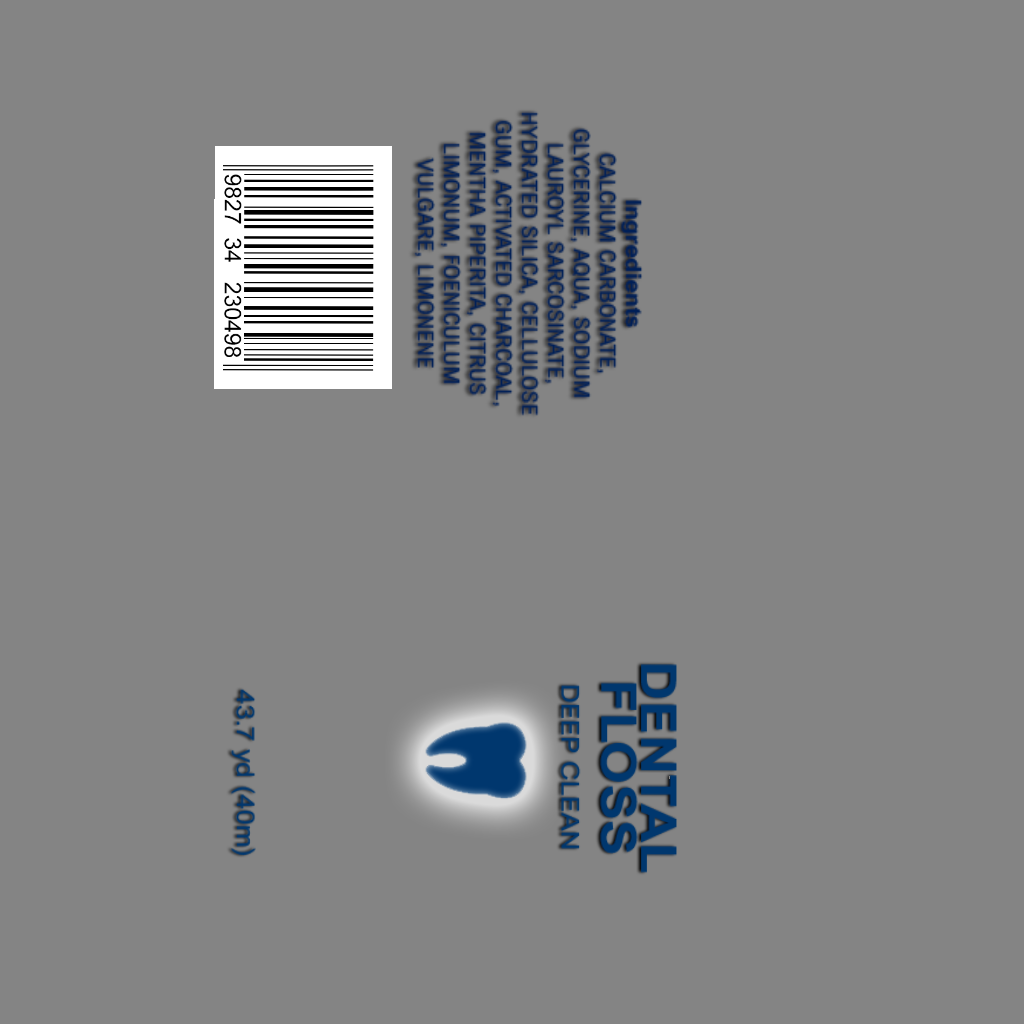 DENTAL
FLOSS
DEEP CLEAN
43.7 yd (40m)
Ingredients
CALCIUM CARBONATE,
GLYCERINE, AQUA, SODIUM
LAUROYL SARCOSINATE,
HYDRATED SILICA, CELLULOSE
GUM, ACTIVATED CHARCOAL,
MENTHA PIPERITA, CITRUS
LIMONUM, FOENICULUM
VULGARE, LIMONENE
9827 34 230498